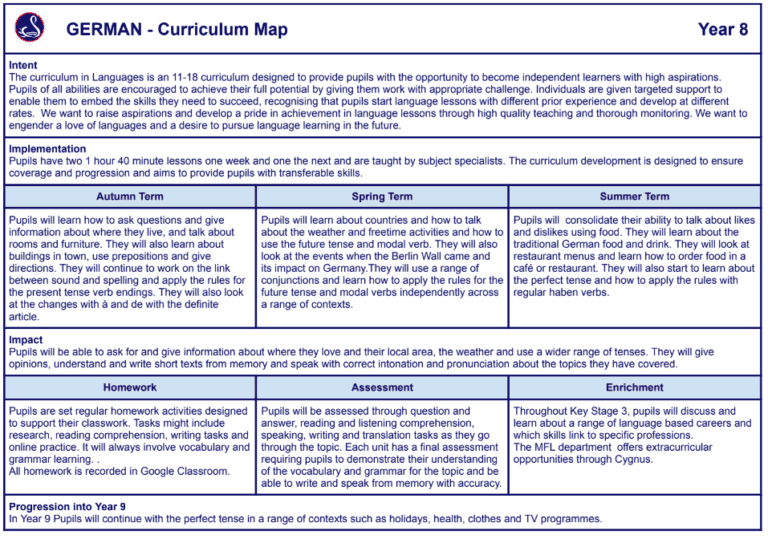 GERMAN - Curriculum Map
Year 8
Intent
The curriculum in Languages is an 11-18 curriculum designed to provide pupils with the opportunity to become independent learners with high aspirations.
Pupils of all abilities are encouraged to achieve their full potential by giving them work with appropriate challenge. Individuals are given targeted support to
enable them to embed the skills they need to succeed, recognising that pupils start language lessons with different prior experience and develop at different
rates. We want to raise aspirations and develop a pride in achievement in language lessons through high quality teaching and thorough monitoring. We want to
engender a love of languages and a desire to pursue language learning in the future.
Implementation
Pupils have two 1 hour 40 minute lessons one week and one the next and are taught by subject specialists. The curriculum development is designed to ensure
coverage and progression and aims to provide pupils with transferable skills.
Autumn Term
Pupils will learn how to ask questions and give
information about where they live, and talk about
rooms and furniture. They will also learn about
buildings in town, use prepositions and give
directions. They will continue to work on the link
between sound and spelling and apply the rules for
the present tense verb endings. They will also look
at the changes with à and de with the definite
article.
Spring Term
Pupils will learn about countries and how to talk
about the weather and freetime activities and how to
use the future tense and modal verb. They will also
look at the events when the Berlin Wall came and
its impact on Germany.They will use a range of
conjunctions and learn how to apply the rules for the
future tense and modal verbs independently across
a range of contexts.
Summer Term
Pupils will consolidate their ability to talk about likes
and dislikes using food. They will learn about the
traditional German food and drink. They will look at
restaurant menus and learn how to order food in a
café or restaurant. They will also start to learn about
the perfect tense and how to apply the rules with
regular haben verbs.
Impact
Pupils will be able to ask for and give information about where they love and their local area, the weather and use a wider range of tenses. They will give
opinions, understand and write short texts from memory and speak with correct intonation and pronunciation about the topics they have covered.
Homework
Pupils are set regular homework activities designed
to support their classwork. Tasks might include
research, reading comprehension, writing tasks and
online practice. It will always involve vocabulary and
grammar learning. .
All homework is recorded in Google Classroom.
Assessment
Pupils will be assessed through question and
answer, reading and listening comprehension,
speaking, writing and translation tasks as they go
through the topic. Each unit has a final assessment
requiring pupils to demonstrate their understanding
of the vocabulary and grammar for the topic and be
able to write and speak from memory with accuracy.
Enrichment
Throughout Key Stage 3, pupils will discuss and
learn about a range of language based careers and
which skills link to specific professions.
The MFL department offers extracurricular
opportunities through Cygnus.
Progression into Year 9
In Year 9 Pupils will continue with the perfect tense in a range of contexts such as holidays, health, clothes and TV programmes.